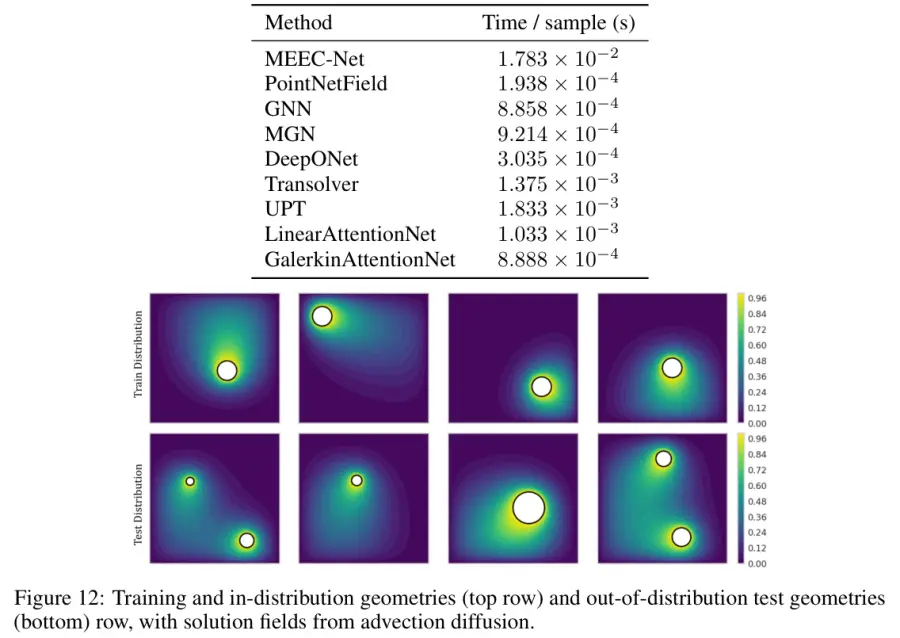 Method Time / sample (s)
MEEC-Net 1.783 × 10⁻²
PointNetField 1.938 × 10⁻⁴
GNN 8.858 × 10⁻⁴
MGN 9.214 × 10⁻⁴
DeepONet 3.035 × 10⁻⁴
Transolver 1.375 × 10⁻³
UPT 1.833 × 10⁻³
LinearAttentionNet 1.033 × 10⁻³
GalerkinAttentionNet 8.888 × 10⁻⁴
Train Distribution
0.96
0.84
0.72
0.60
0.48
0.36
0.24
0.12
0.00
Test Distribution
0.96
0.84
0.72
0.60
0.48
0.36
0.24
0.12
0.00
Figure 12: Training and in-distribution geometries (top row) and out-of-distribution test geometries
(bottom) row, with solution fields from advection diffusion.